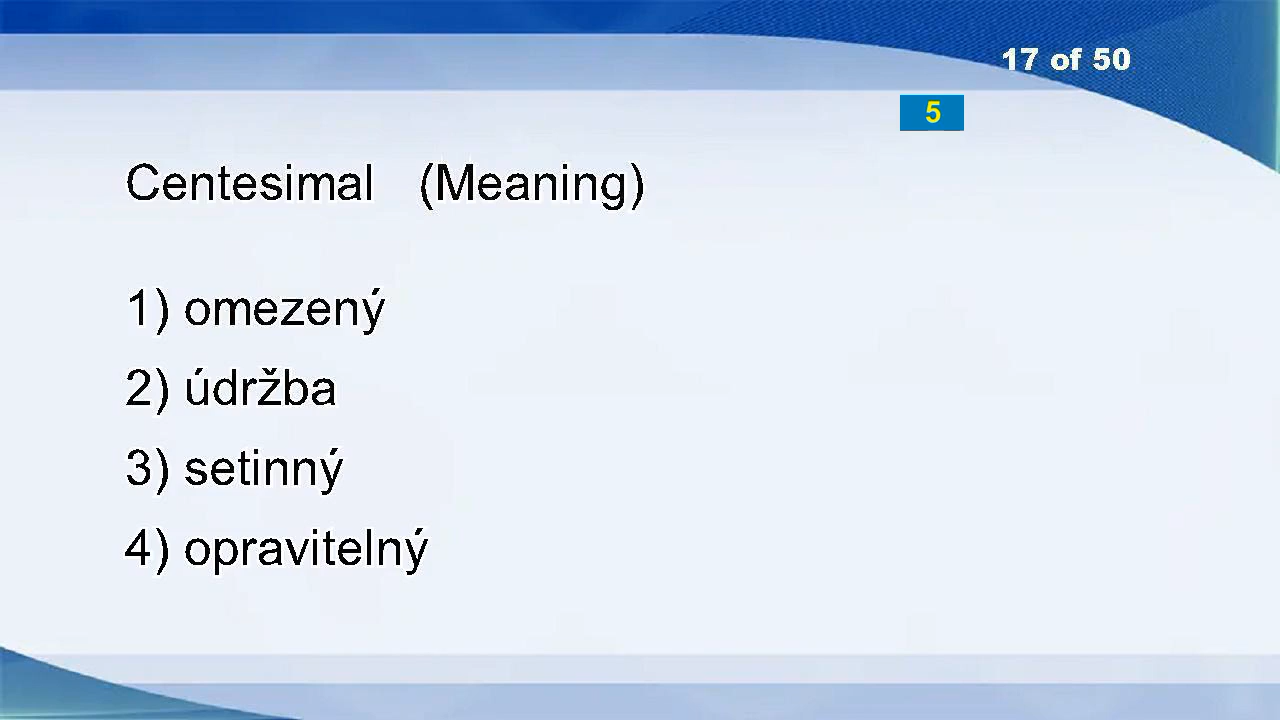 17 of 50
5
Centesimal (Meaning)
1) omezený
2) údržba
3) setinný
4) opravitelný